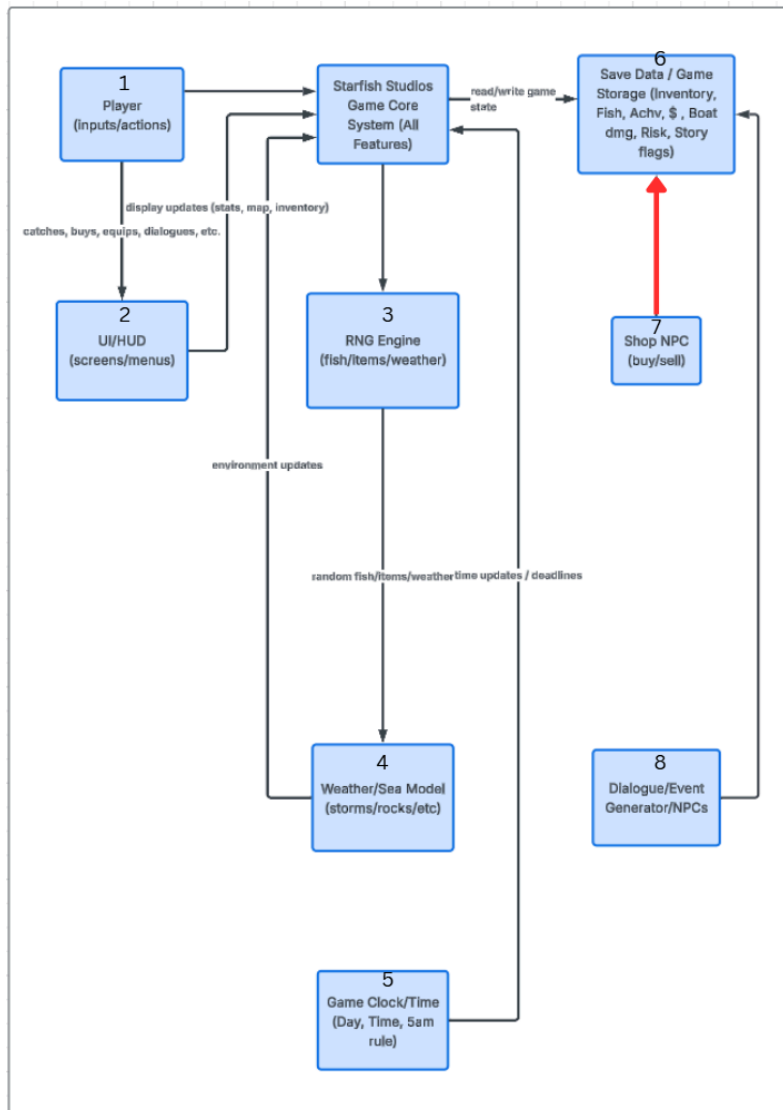 1
Player
(inputs/actions)
Starfish Studios
Game Core
System (All
Features)
read/write game
state
6
Save Data / Game
Storage (Inventory,
Fish, Achv, $ , Boat
dmg, Risk, Story
flags)
display updates (stats, map, inventory)
catches, buys, equips, dialogues, etc.
2
UI/HUD
(screens/menus)
3
RNG Engine
(fish/items/weather)
7
Shop NPC
(buy/sell)
environment updates
random fish/items/weather
time updates / deadlines
4
Weather/Sea Model
(storms/rocks/etc)
8
Dialogue/Event
Generator/NPCs
5
Game Clock/Time
(Day, Time, 5am
rule)